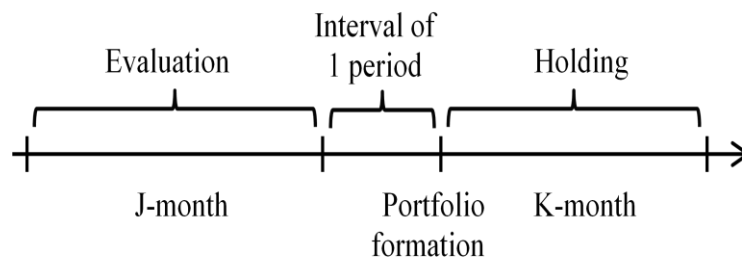 Interval of
1 period
Evaluation
Holding
J-month
Portfolio
formation
K-month